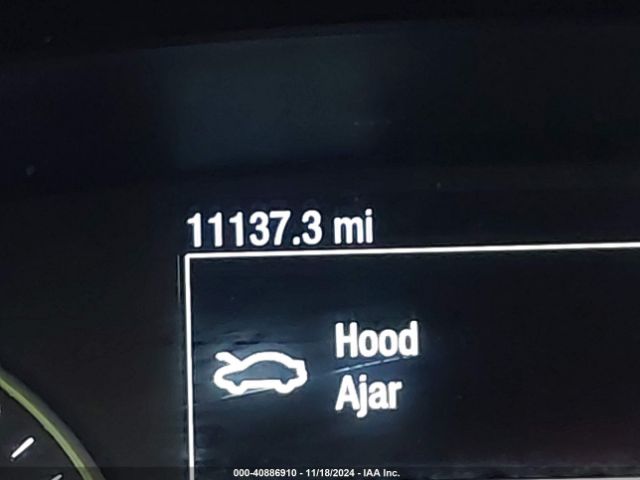 11137.3 mi
Hood
Ajar
000-40886910 - 11/18/2024 - IAA Inc.